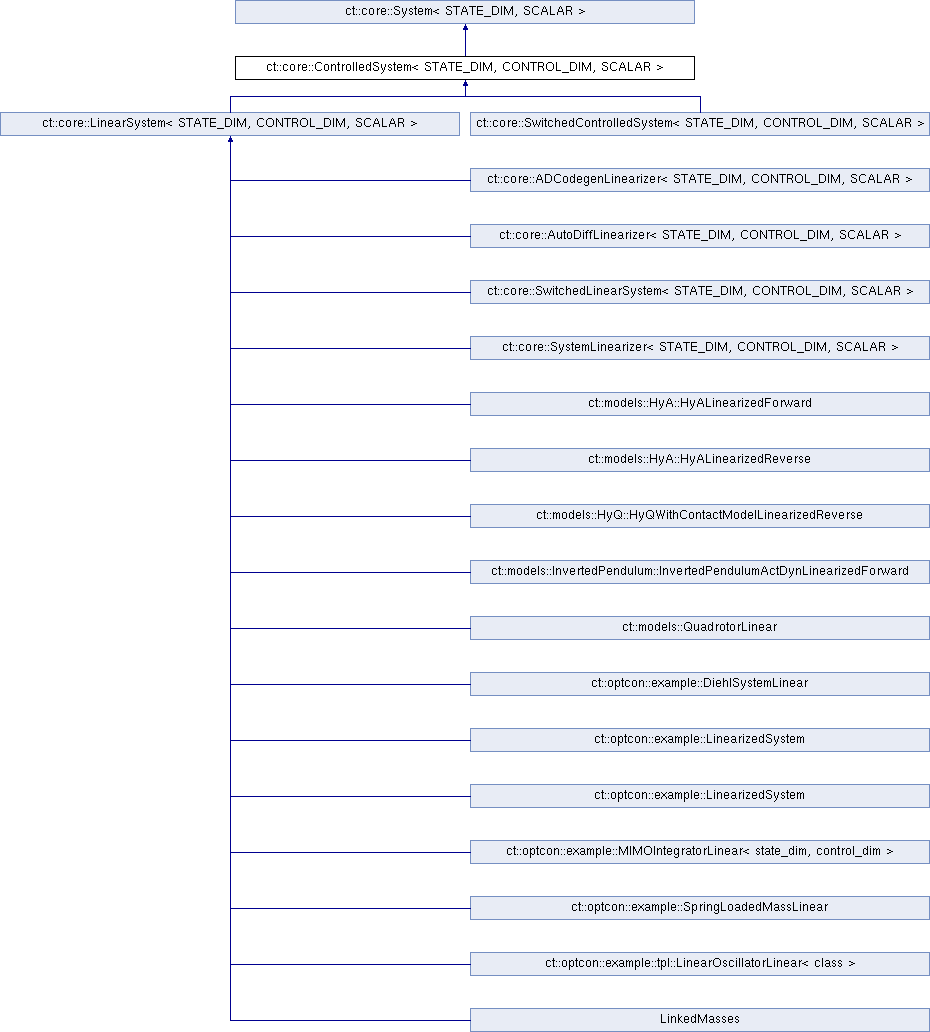 ct::core::System< STATE_DIM, SCALAR >
ct::core::ControlledSystem< STATE_DIM, CONTROL_DIM, SCALAR >
ct::core::LinearSystem< STATE_DIM, CONTROL_DIM, SCALAR >
ct::core::SwitchedControlledSystem< STATE_DIM, CONTROL_DIM, SCALAR >
ct::core::ADCodegenLinearizer< STATE_DIM, CONTROL_DIM, SCALAR >
ct::core::AutoDiffLinearizer< STATE_DIM, CONTROL_DIM, SCALAR >
ct::core::SwitchedLinearSystem< STATE_DIM, CONTROL_DIM, SCALAR >
ct::core::SystemLinearizer< STATE_DIM, CONTROL_DIM, SCALAR >
ct::models::HyA::HyALinearizedForward
ct::models::HyA::HyALinearizedReverse
ct::models::HyQ::HyQWithContactModelLinearizedReverse
ct::models::InvertedPendulum::InvertedPendulumActDynLinearizedForward
ct::models::QuadrotorLinear
ct::optcon::example::DiehlSystemLinear
ct::optcon::example::LinearizedSystem
ct::optcon::example::LinearizedSystem
ct::optcon::example::MIMOIntegratorLinear< state_dim, control_dim >
ct::optcon::example::SpringLoadedMassLinear
ct::optcon::example::tpl::LinearOscillatorLinear< class >
LinkedMasses